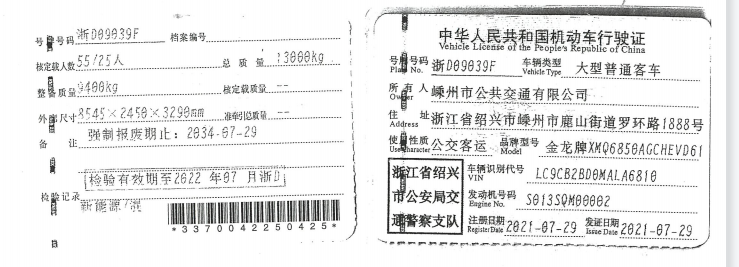 号牌号码 浙D09039F 档案编号
核定载人数 55/25人 总质量 13000kg
整备质量 9400kg 核定载质量 --
外廓尺寸 8545×2450×3290mm 准牵引总质量 --
备注 强制报废期止：2034-07-29
检验有效期至2022年07月浙D
检验记录
新能源/混
*3370042250425*
中华人民共和国机动车行驶证
Vehicle License of the People's Republic of China
号牌号码 浙D09039F 车辆类型 大型普通客车
Plate No. Vehicle Type
所有人 嵊州市公共交通有限公司
Owner
住址 浙江省绍兴市嵊州市鹿山街道罗环路1888号
Address
使用性质 公交客运 品牌型号 金龙牌XMQ6850AGCHEVD61
Use Character Model
浙江省绍兴
市公安局交
通警察支队
车辆识别代号 LC9CB2BD0MALA6810
VIN
发动机号码 S013SQM00002
Engine No.
注册日期 2021-07-29 发证日期 2021-07-29
Register Date Issue Date